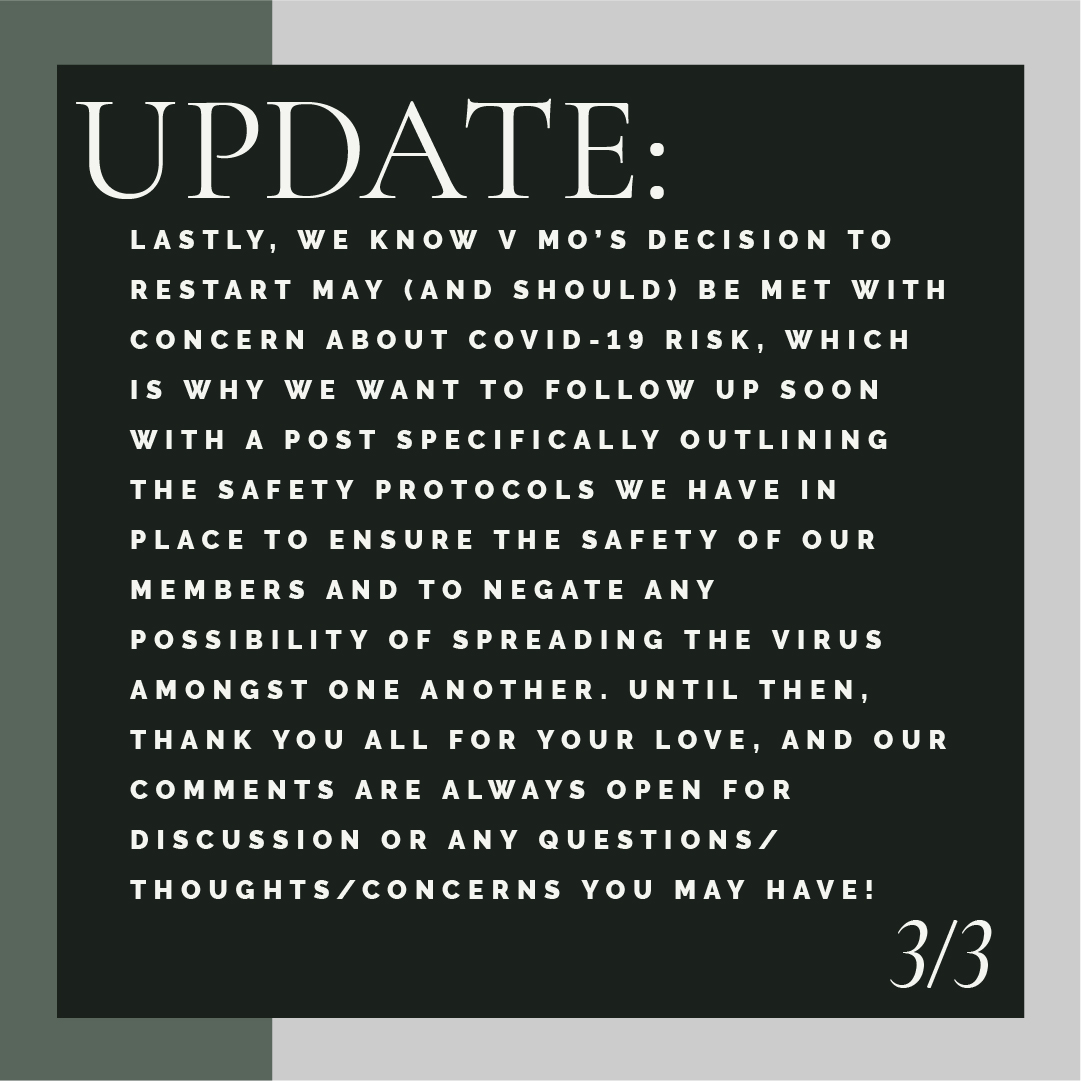 UPDATE:
LASTLY, WE KNOW V MO'S DECISION TO
RESTART MAY (AND SHOULD) BE MET WITH
CONCERN ABOUT COVID-19 RISK, WHICH
IS WHY WE WANT TO FOLLOW UP SOON
WITH A POST SPECIFICALLY OUTLINING
THE SAFETY PROTOCOLS WE HAVE IN
PLACE TO ENSURE THE SAFETY OF OUR
MEMBERS AND TO NEGATE ANY
POSSIBILITY OF SPREADING THE VIRUS
AMONGST ONE ANOTHER. UNTIL THEN,
THANK YOU ALL FOR YOUR LOVE, AND OUR
COMMENTS ARE ALWAYS OPEN FOR
DISCUSSION OR ANY QUESTIONS/
THOUGHTS/CONCERNS YOU MAY HAVE!
3/3